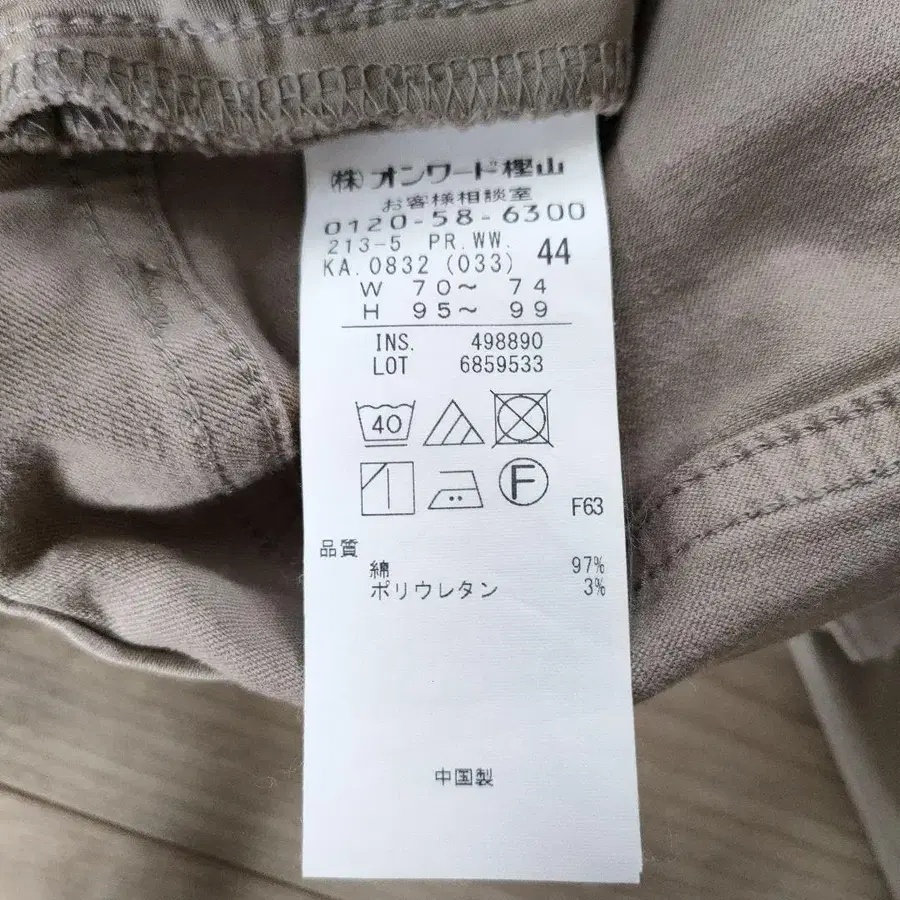 (株)オンワード樫山
お客様相談室
0120-58-6300
213-5 PR.WW.
KA.0832 (033) 44
W 70～ 74
H 95～ 99
INS. 498890
LOT 6859533
40
F
F63
品質
綿 97%
ポリウレタン 3%
中国製